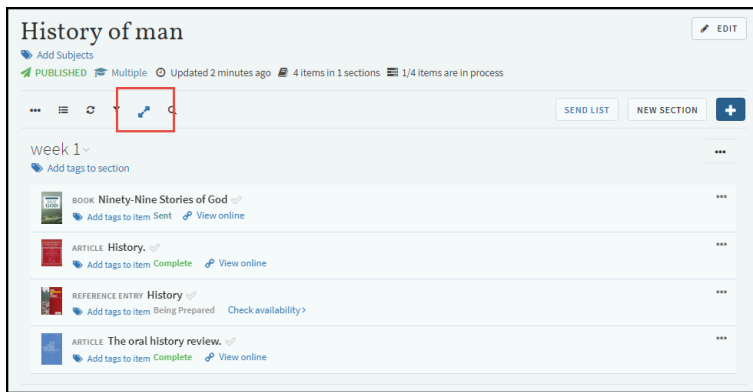 History of man
EDIT
Add Subjects
PUBLISHED Multiple Updated 2 minutes ago 4 items in 1 sections 1/4 items are in process
SEND LIST NEW SECTION
week 1
Add tags to section
BOOK Ninety-Nine Stories of God
Add tags to item Sent View online
ARTICLE History.
Add tags to item Complete View online
REFERENCE ENTRY History
Add tags to item Being Prepared Check availability
ARTICLE The oral history review.
Add tags to item Complete View online